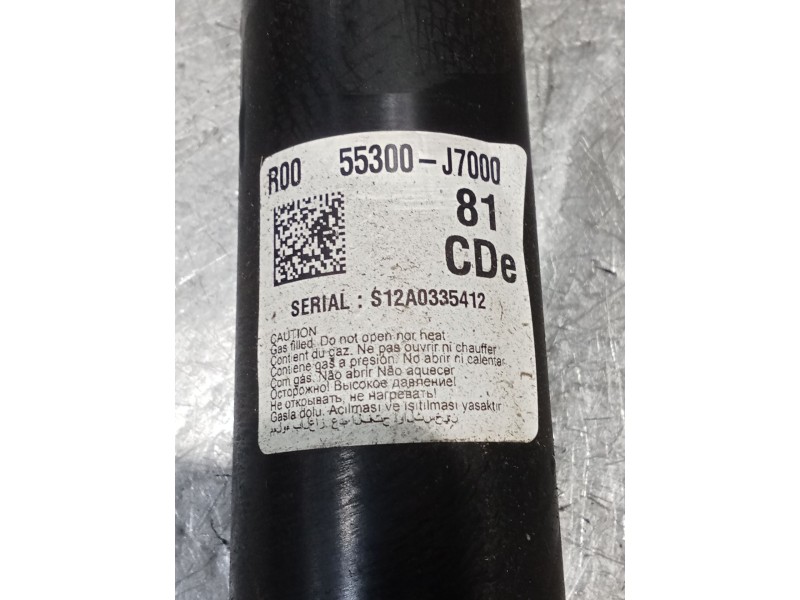 R00 55300-J7000
81
CDe
SERIAL : S12A0335412
CAUTION
Gas filled. Do not open nor heat
Contient du gaz. Ne pas ouvrir ni chauffer
Contiene gas a presion. No abrir ni calentar
Com gás. Não abrir Não aquecer
Осторожно! Высокое давление!
Не открывать, не нагревать!
Gasla dolu. Açılması ve ısıtılması yasaktır